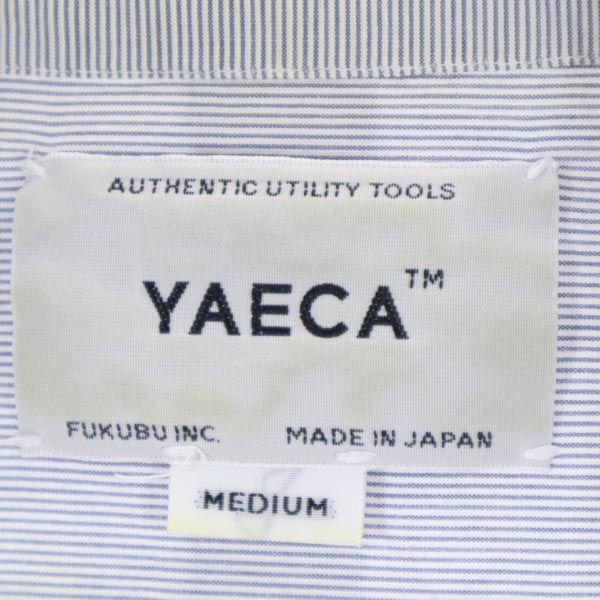 AUTHENTIC UTILITY TOOLS
YAECA™
FUKUBU INC. MADE IN JAPAN
MEDIUM